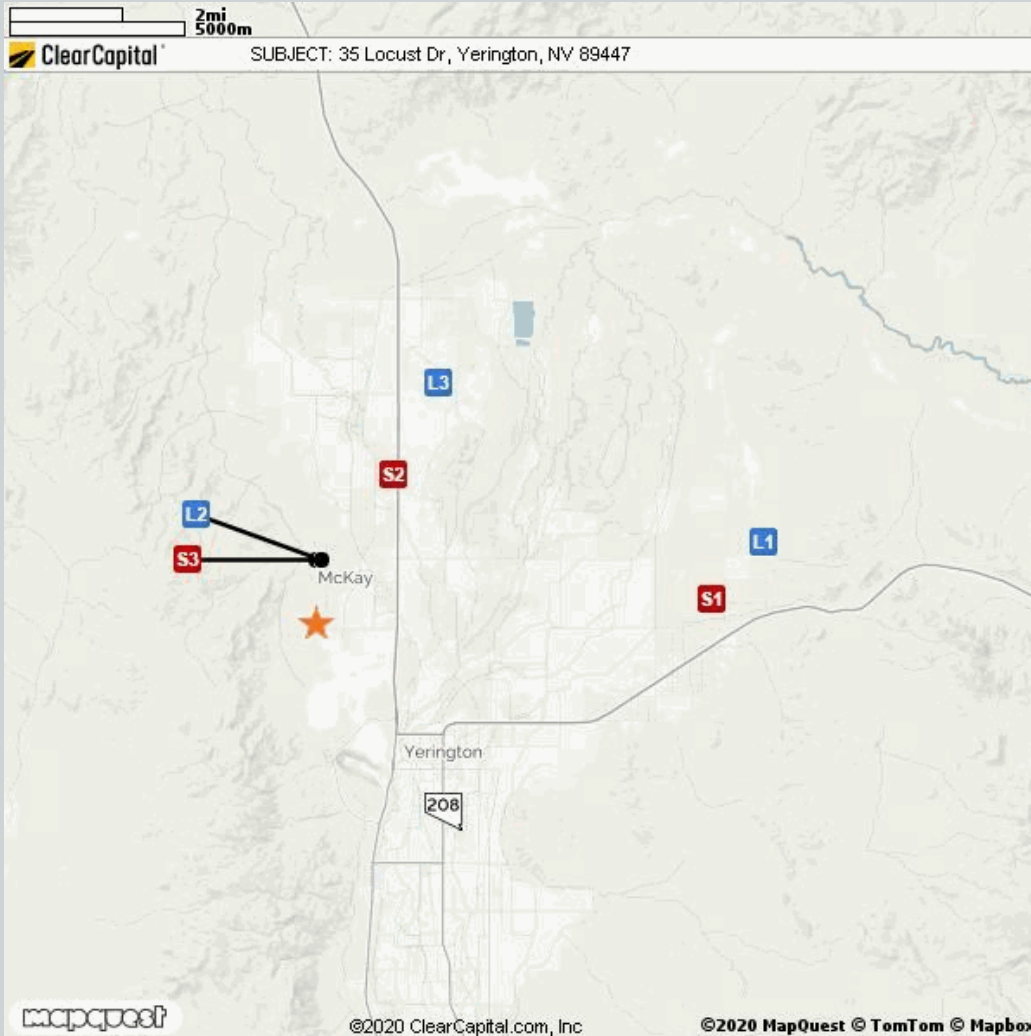 2mi
5000m
ClearCapital
SUBJECT: 35 Locust Dr, Yerington, NV 89447
L3
S2
L2
L1
S3
McKay
S1
Yerington
208
mapquest
©2020 ClearCapital.com, Inc
©2020 MapQuest © TomTom © Mapbox